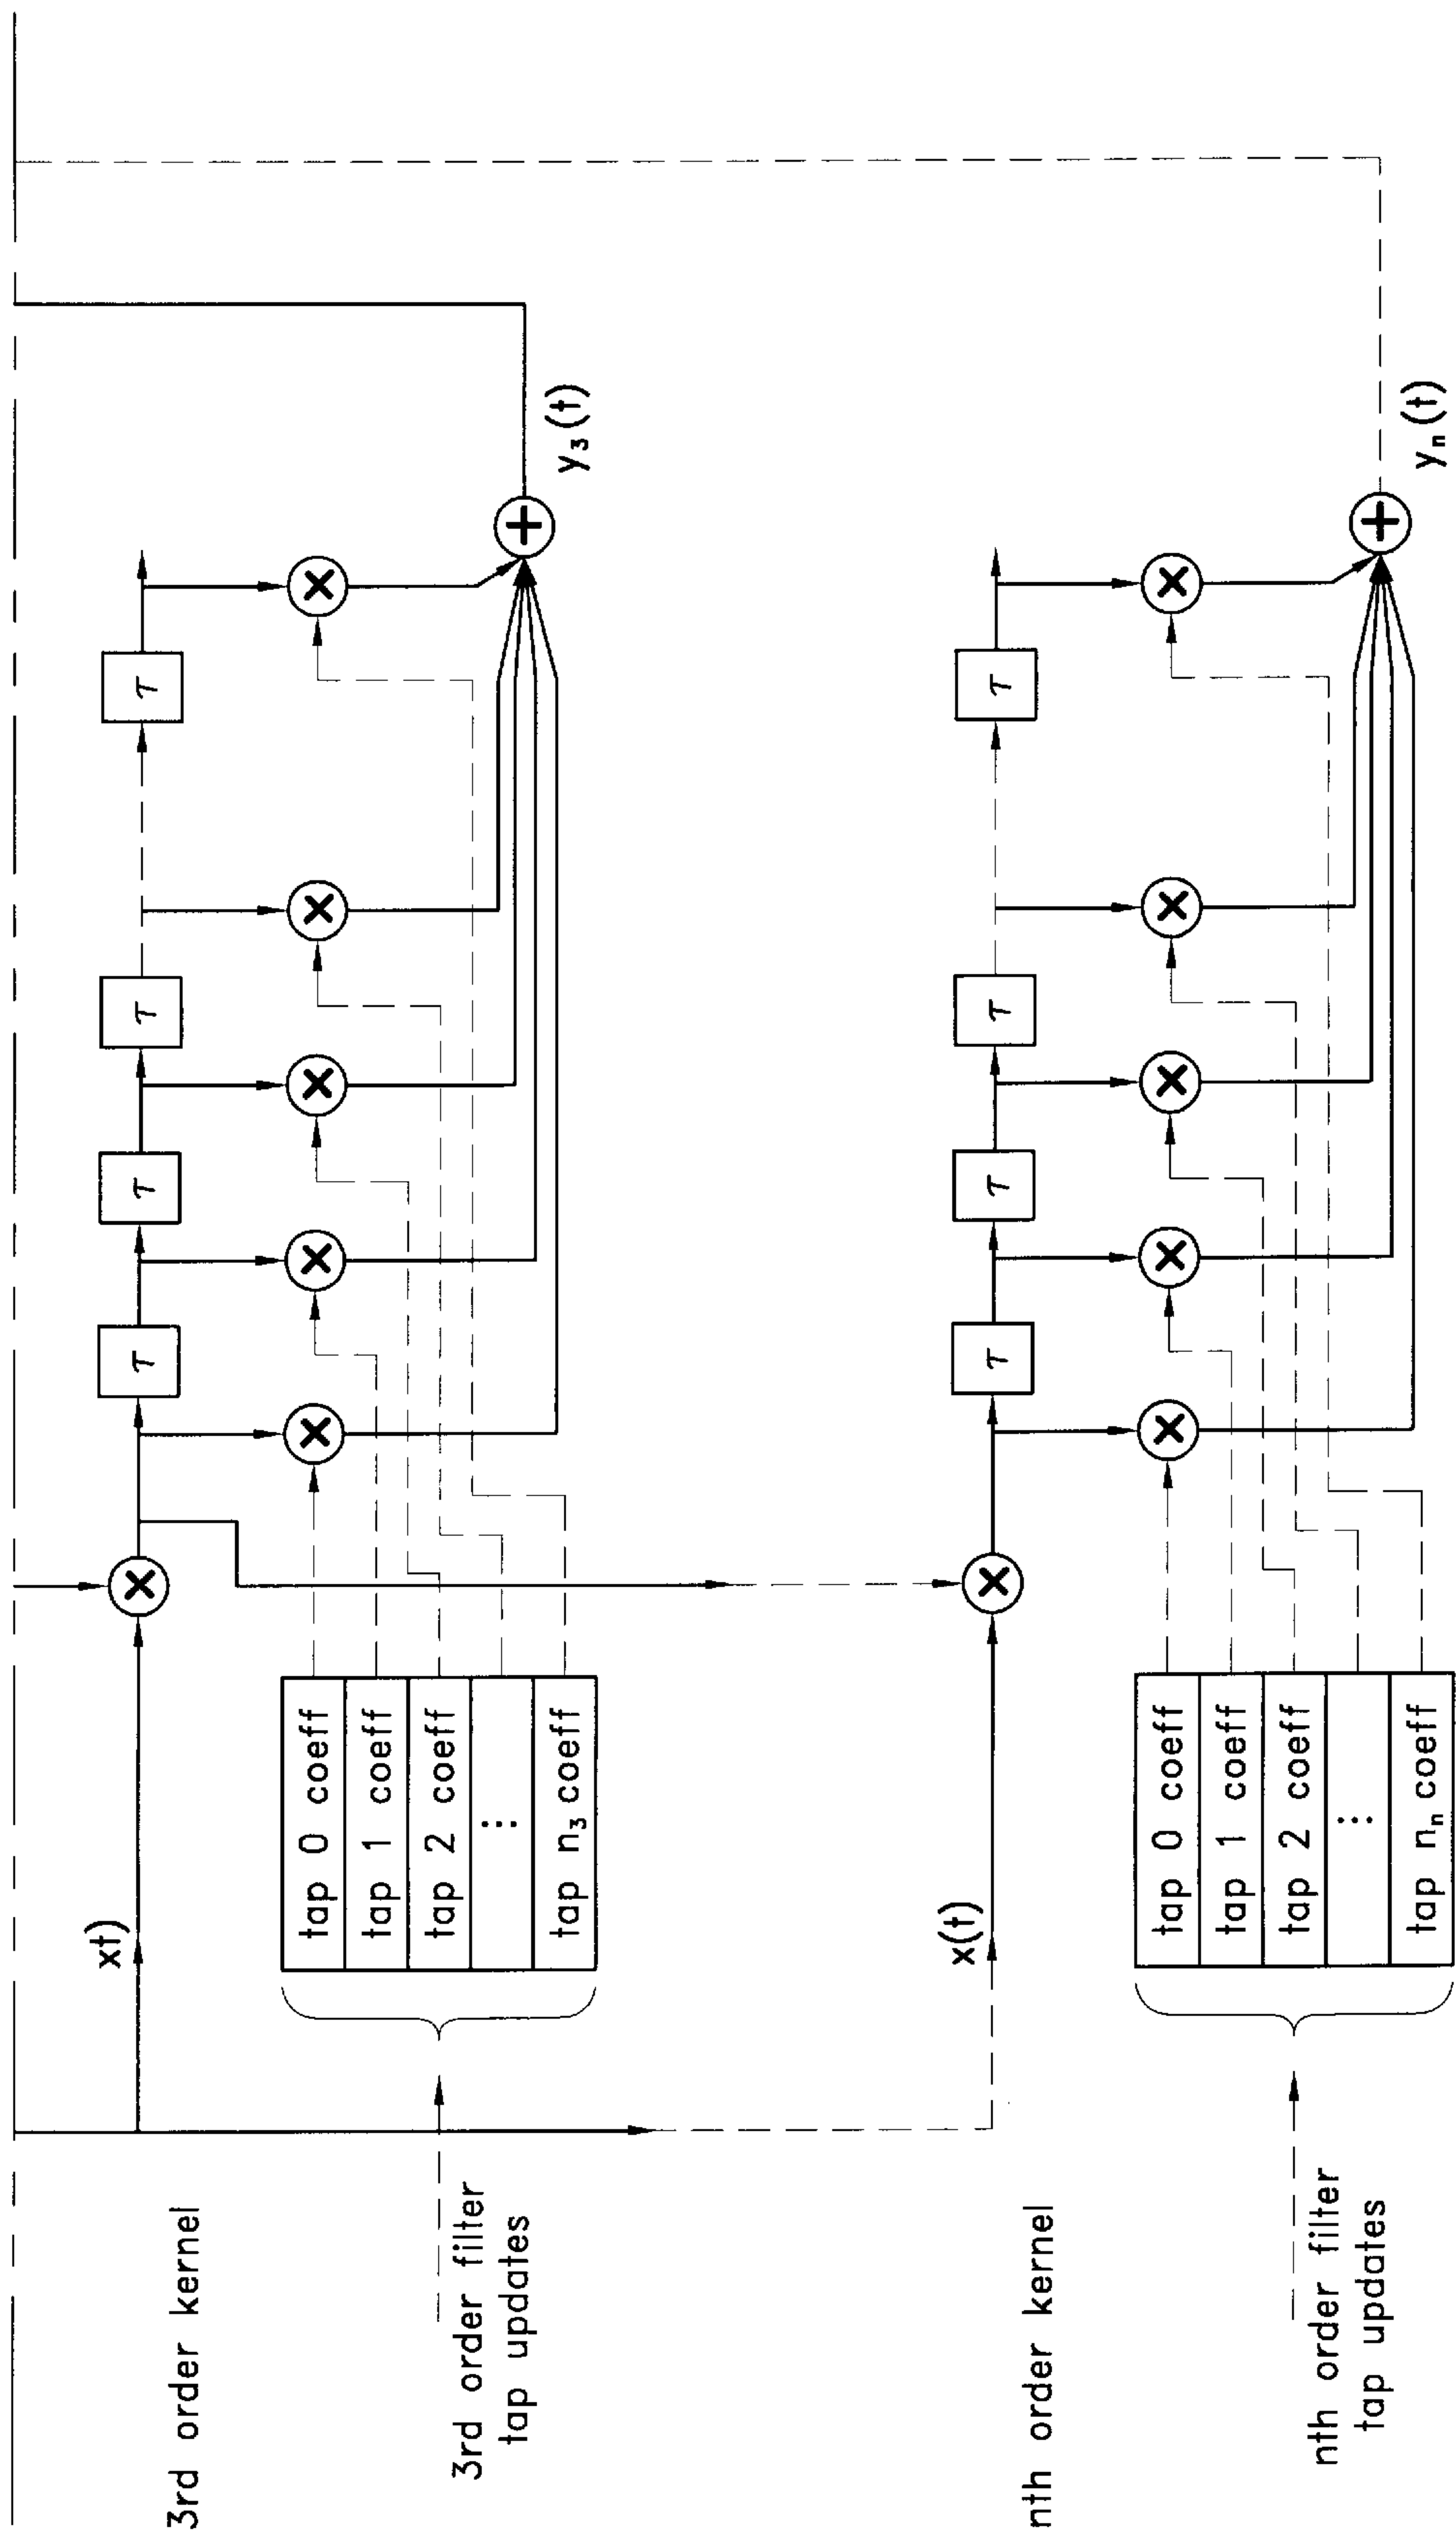 3rd order kernel
xt)
τ
τ
τ
τ
3rd order filter
tap updates
tap 0 coeff
tap 1 coeff
tap 2 coeff
⋮
tap n₃ coeff
y₃(t)
nth order kernel
x(t)
τ
τ
τ
τ
nth order filter
tap updates
tap 0 coeff
tap 1 coeff
tap 2 coeff
⋮
tap nₙ coeff
yₙ(t)